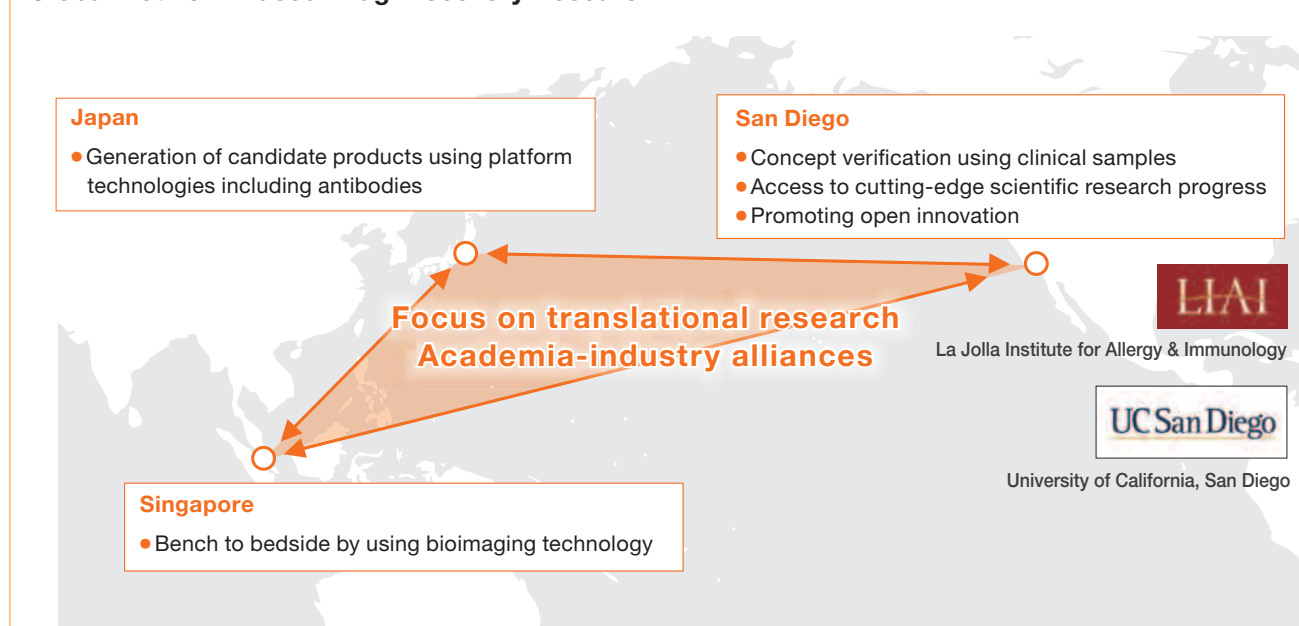 Japan
● Generation of candidate products using platform
technologies including antibodies
San Diego
● Concept verification using clinical samples
● Access to cutting-edge scientific research progress
● Promoting open innovation
Focus on translational research
Academia-industry alliances
LIAI
La Jolla Institute for Allergy & Immunology
UC San Diego
University of California, San Diego
Singapore
● Bench to bedside by using bioimaging technology